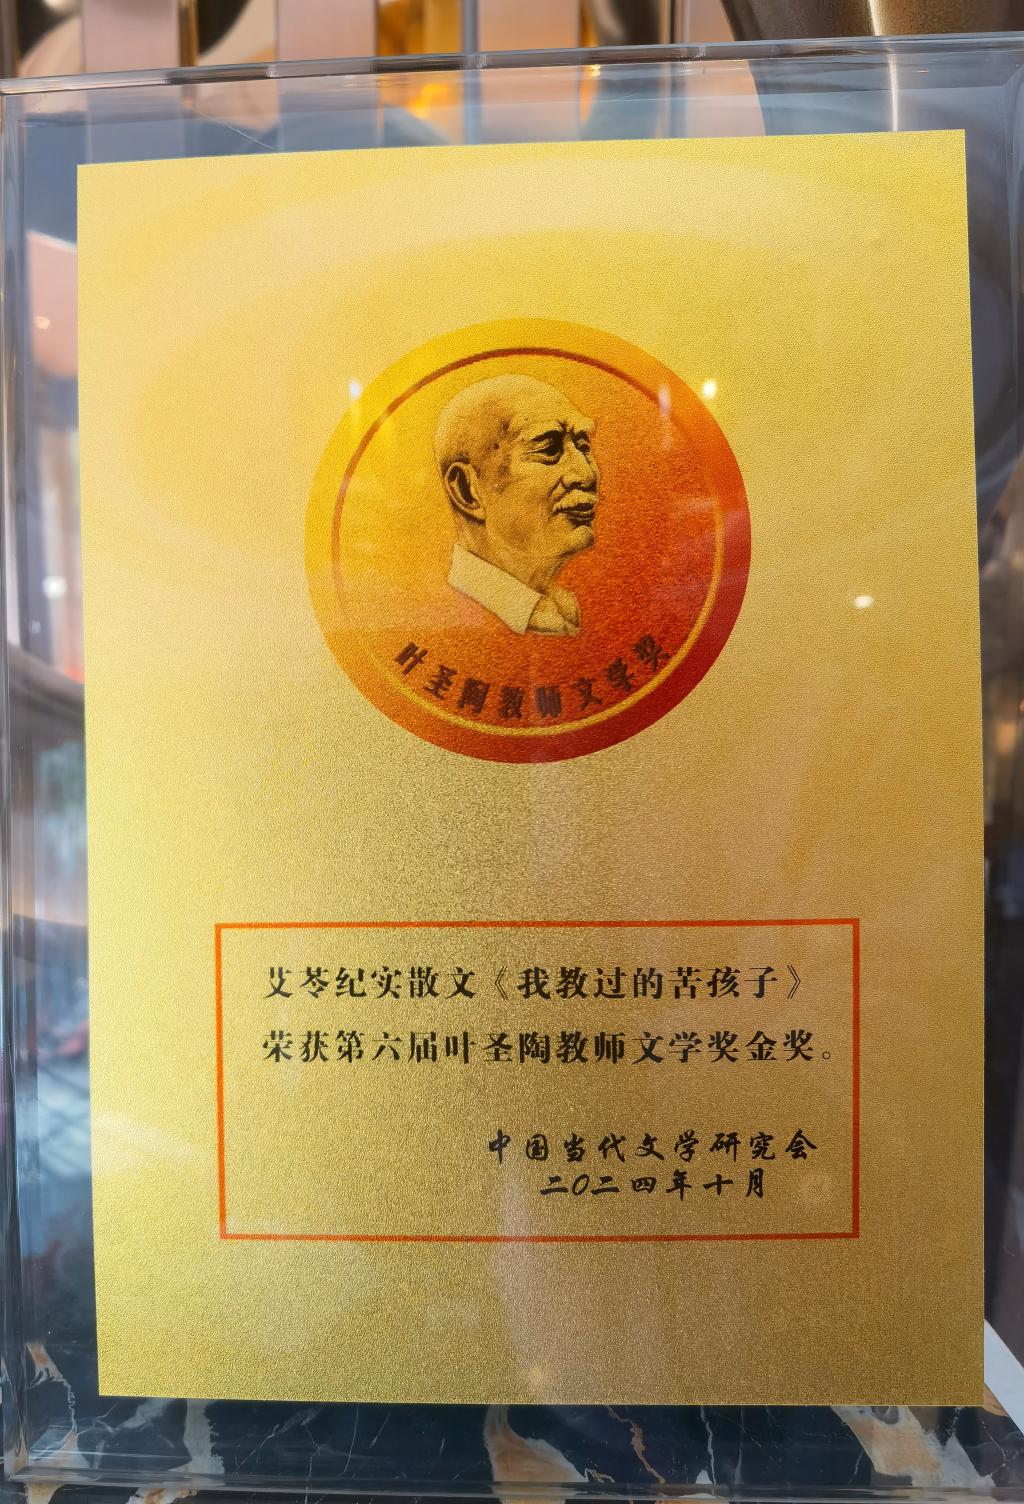 叶圣陶教师文学奖
艾苓纪实散文《我教过的苦孩子》
荣获第六届叶圣陶教师文学奖金奖。
中国当代文学研究会
二〇二四年十月